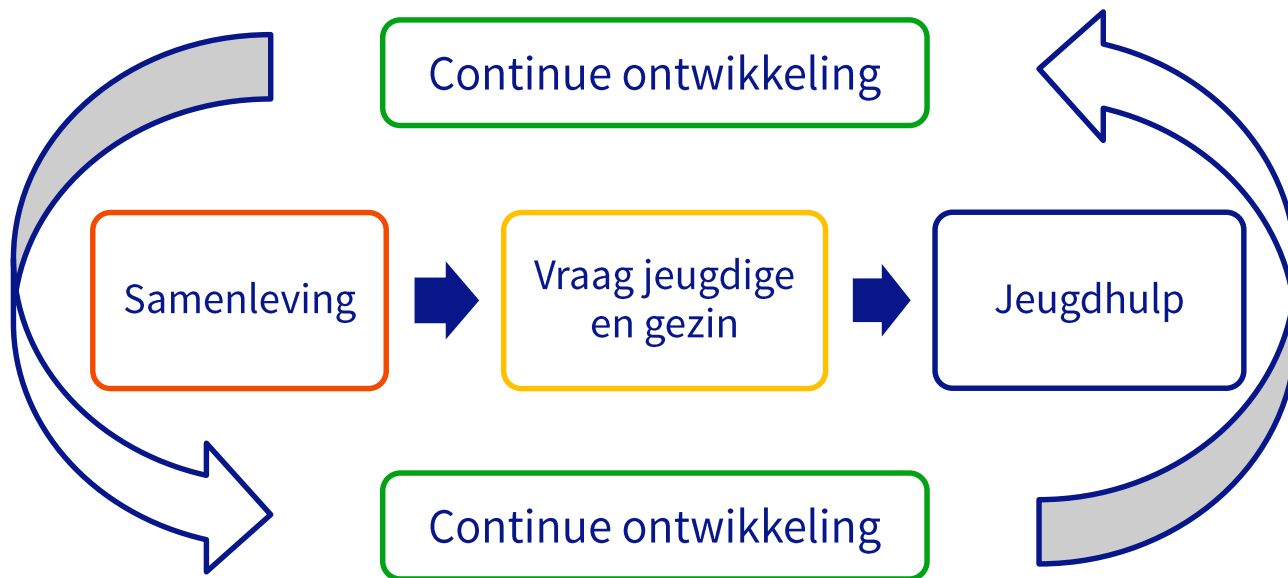 Continue ontwikkeling
Samenleving
Vraag jeugdige
en gezin
Jeugdhulp
Continue ontwikkeling